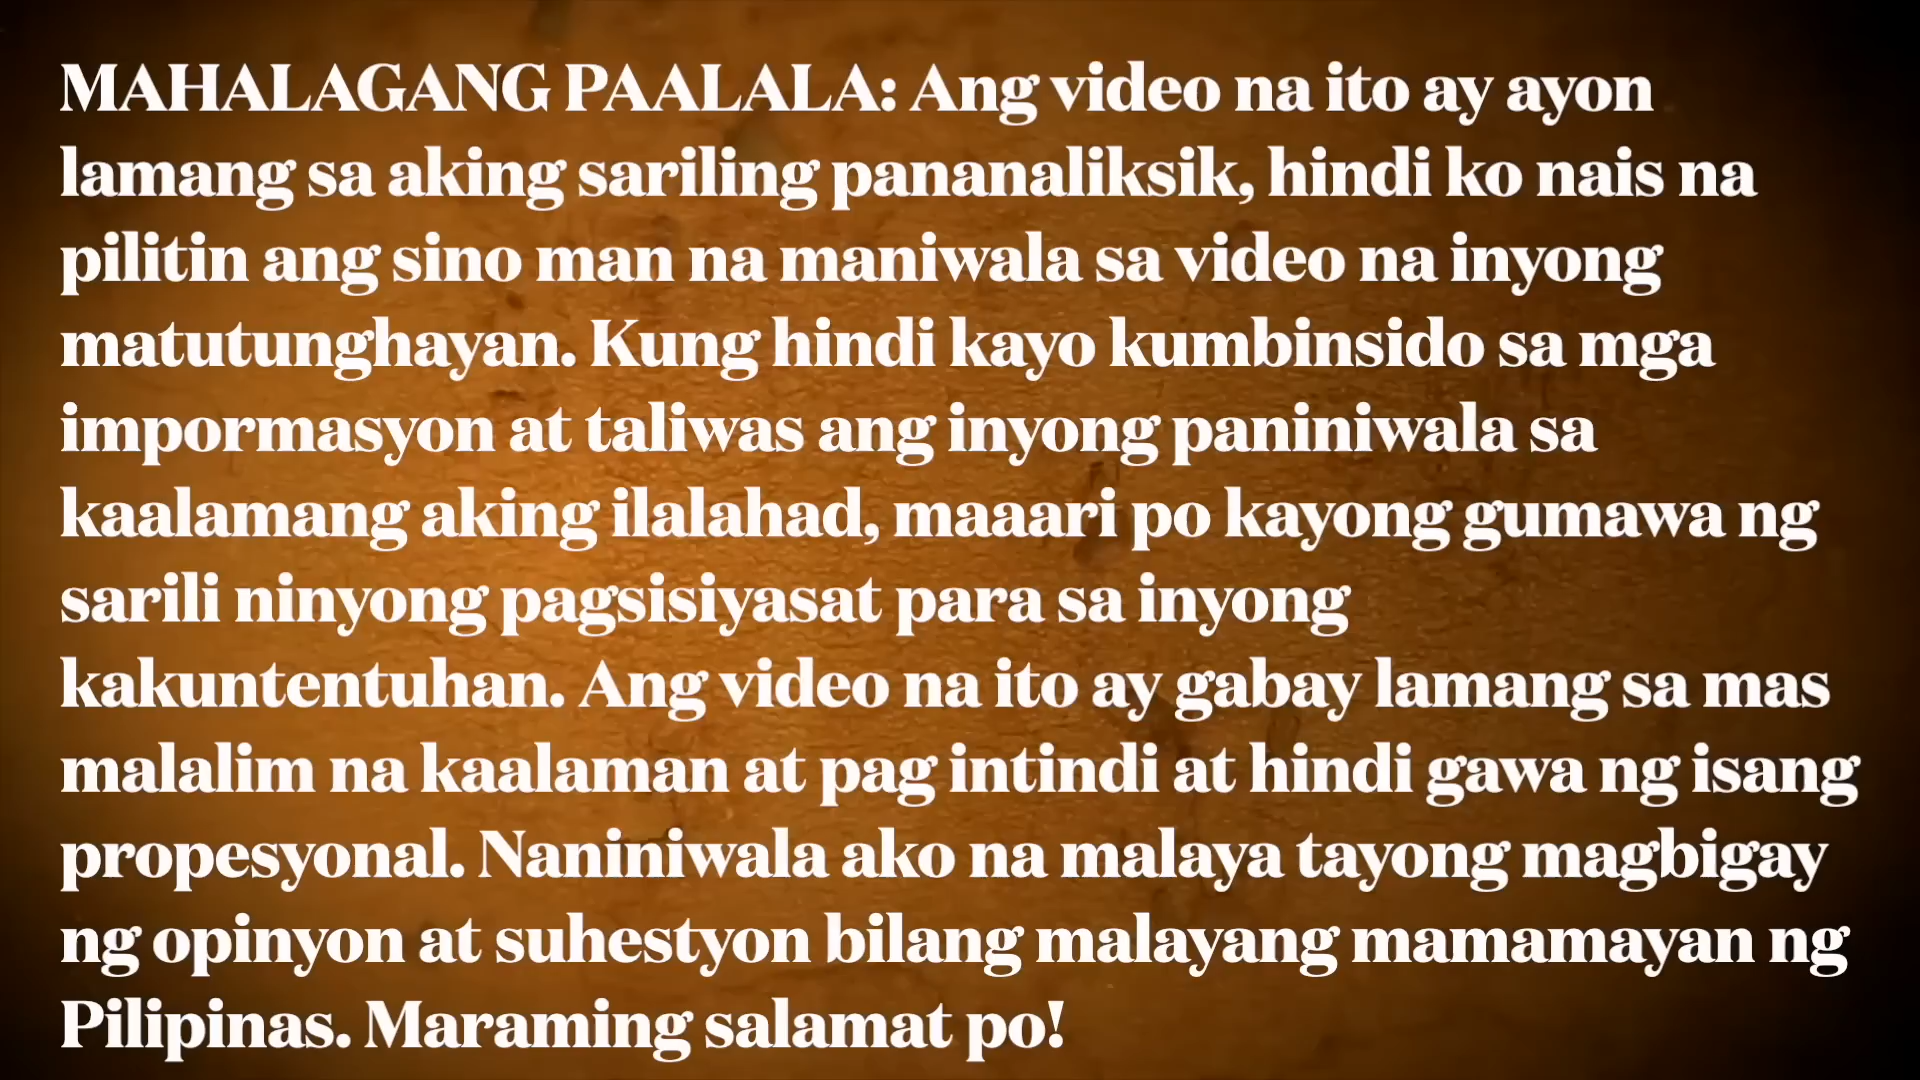 MAHALAGANG PAALALA: Ang video na ito ay ayon
lamang sa aking sariling pananaliksik, hindi ko nais na
pilitin ang sino man na maniwala sa video na inyong
matutunghayan. Kung hindi kayo kumbinsido sa mga
impormasyon at taliwas ang inyong paniniwala sa
kaalamang aking ilalahad, maaari po kayong gumawa ng
sarili ninyong pagsisiyasat para sa inyong
kakuntentuhan. Ang video na ito ay gabay lamang sa mas
malalim na kaalaman at pag intindi at hindi gawa ng isang
propesyonal. Naniniwala ako na malaya tayong magbigay
ng opinyon at suhestyon bilang malayang mamamayan ng
Pilipinas. Maraming salamat po!